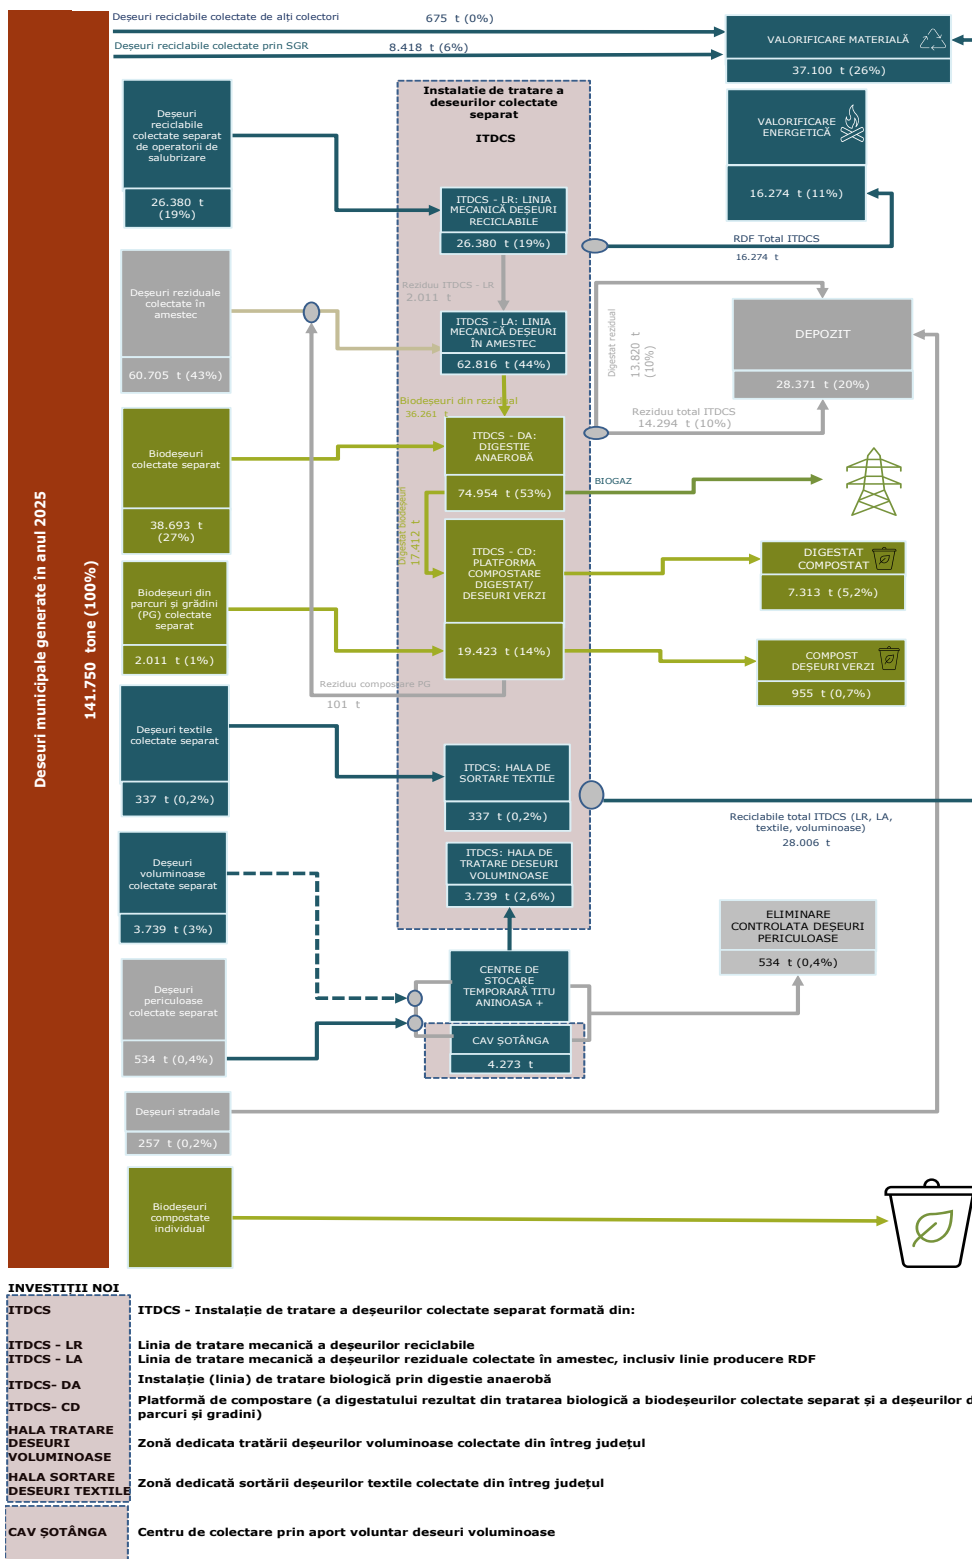 Deșeuri municipale generate în anul 2025
141.750 tone (100%)
Deșeuri reciclabile colectate de alți colectori
675 t (0%)
Deșeuri reciclabile colectate prin SGR
8.418 t (6%)
VALORIFICARE MATERIALĂ
37.100 t (26%)
Deșeuri
reciclabile
colectate separat
de operatorii de
salubrizare
26.380 t
(19%)
Instalatie de tratare a
deseurilor colectate
separat
ITDCS
VALORIFICARE
ENERGETICĂ
16.274 t (11%)
ITDCS - LR: LINIA
MECANICĂ DEȘEURI
RECICLABILE
26.380 t (19%)
RDF Total ITDCS
16.274 t
Deșeuri reziduale
colectate în
amestec
60.705 t (43%)
Reziduu ITDCS - LR
2.011 t
ITDCS - LA: LINIA
MECANICĂ DEȘEURI
ÎN AMESTEC
62.816 t (44%)
Digestat rezidual
13.820 t
(10%)
DEPOZIT
28.371 t (20%)
Biodeșeuri din rezidual
36.261 t
Reziduu total ITDCS
14.294 t (10%)
Biodeșeuri
colectate separat
38.693 t
(27%)
ITDCS - DA:
DIGESTIE
ANAEROBĂ
74.954 t (53%)
BIOGAZ
Digestat biodeșeuri
17.412 t
ITDCS - CD:
PLATFORMA
COMPOSTARE
DIGESTAT/
DESEURI VERZI
19.423 t (14%)
DIGESTAT
COMPOSTAT
7.313 t (5,2%)
Biodeșeuri din
parcuri și grădini
(PG) colectate
separat
2.011 t (1%)
COMPOST
DEȘEURI VERZI
955 t (0,7%)
Reziduu compostare PG
101 t
Deșeuri textile
colectate separat
337 t (0,2%)
ITDCS: HALA DE
SORTARE TEXTILE
337 t (0,2%)
Reciclabile total ITDCS (LR, LA,
textile, voluminoase)
28.006 t
Deșeuri
voluminoase
colectate separat
3.739 t (3%)
ITDCS: HALA DE
TRATARE DESEURI
VOLUMINOASE
3.739 t (2,6%)
ELIMINARE
CONTROLATA DEȘEURI
PERICULOASE
534 t (0,4%)
Deșeuri
periculoase
colectate separat
534 t (0,4%)
CENTRE DE
STOCARE
TEMPORARĂ TITU
ANINOASA +
CAV ȘOTÂNGA
4.273 t
Deșeuri stradale
257 t (0,2%)
Biodeșeuri
compostate
individual
INVESTIȚII NOI
ITDCS ITDCS - Instalație de tratare a deșeurilor colectate separat formată din:
ITDCS - LR Linia de tratare mecanică a deșeurilor reciclabile
ITDCS - LA Linia de tratare mecanică a deșeurilor reziduale colectate în amestec, inclusiv linie producere RDF
ITDCS- DA Instalație (linia) de tratare biologică prin digestie anaerobă
ITDCS- CD Platformă de compostare (a digestatului rezultat din tratarea biologică a biodeșeurilor colectate separat și a deșeurilor d
parcuri și gradini)
HALA TRATARE
DESEURI
VOLUMINOASE
Zonă dedicata tratării deșeurilor voluminoase colectate din întreg județul
HALA SORTARE
DESEURI TEXTILE
Zonă dedicată sortării deșeurilor textile colectate din întreg județul
CAV ȘOTÂNGA Centru de colectare prin aport voluntar deseuri voluminoase